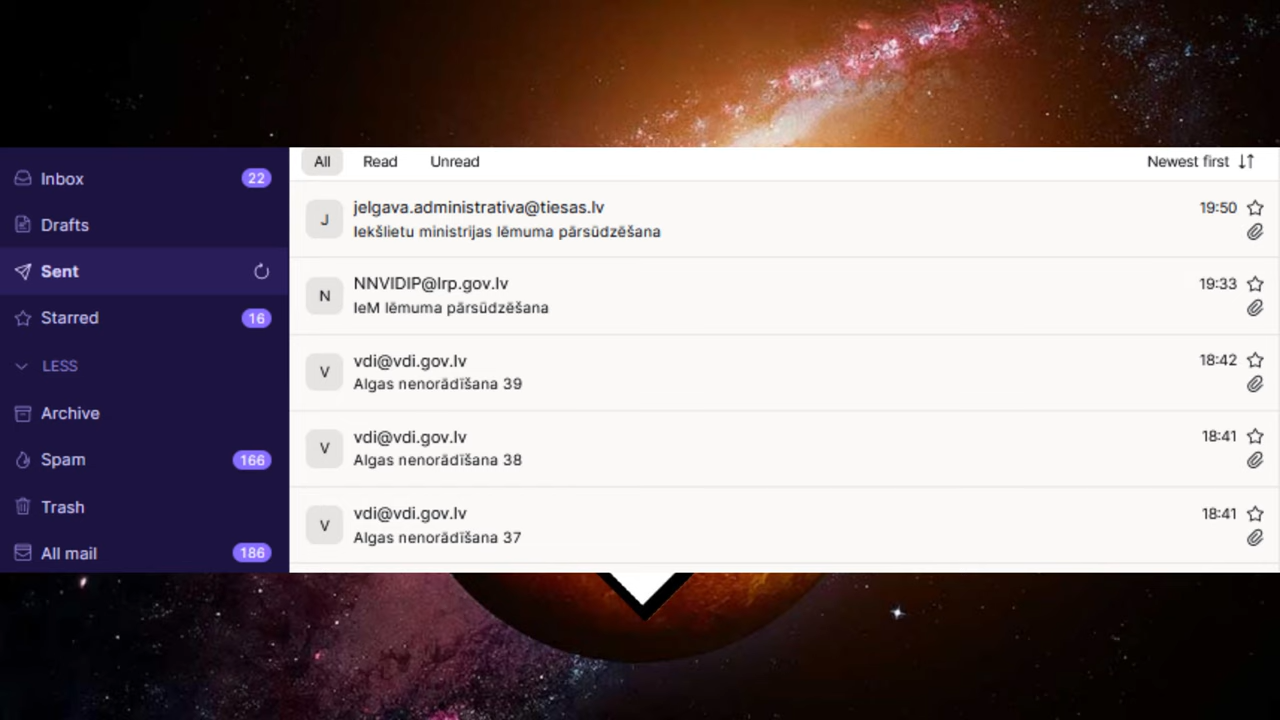 All Read Unread Newest first
Inbox 22
Drafts
Sent
Starred 16
LESS
Archive
Spam 166
Trash
All mail 186
J jelgava.administrativa@tiesas.lv 19:50
Iekšlietu ministrijas lēmuma pārsūdzēšana
N NNVIDIP@lrp.gov.lv 19:33
IeM lēmuma pārsūdzēšana
V vdi@vdi.gov.lv 18:42
Algas nenorādīšana 39
V vdi@vdi.gov.lv 18:41
Algas nenorādīšana 38
V vdi@vdi.gov.lv 18:41
Algas nenorādīšana 37